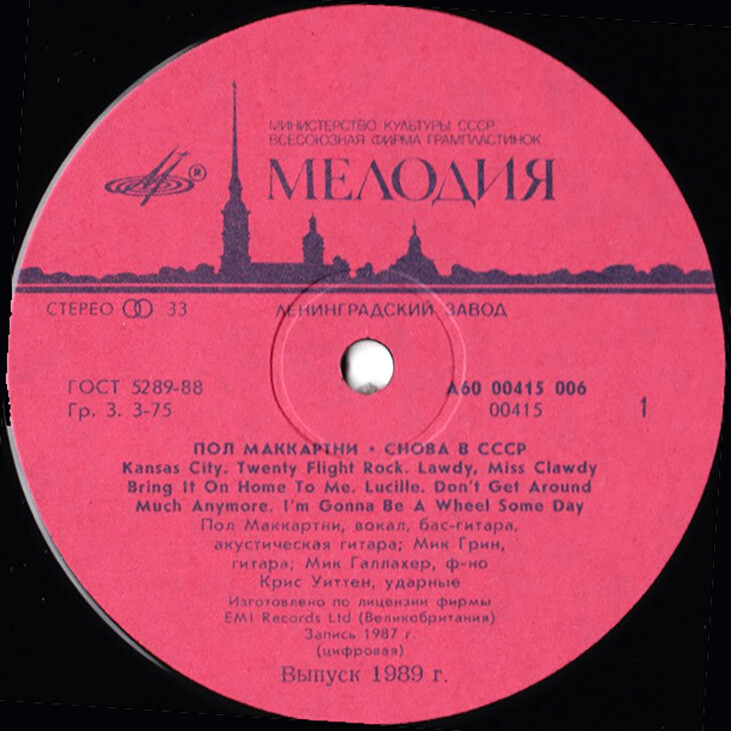 МИНИСТЕРСТВО КУЛЬТУРЫ СССР
ВСЕСОЮЗНАЯ ФИРМА ГРАМПЛАСТИНОК
МЕЛОДИЯ
®
СТЕРЕО 33
ЛЕНИНГРАДСКИЙ ЗАВОД
ГОСТ 5289-88
Гр. 3. 3-75
А60 00415 006
00415
1
ПОЛ МАККАРТНИ • СНОВА В СССР
Kansas City. Twenty Flight Rock. Lawdy, Miss Clawdy
Bring It On Home To Me. Lucille. Don't Get Around
Much Anymore. I'm Gonna Be A Wheel Some Day
Пол Маккартни, вокал, бас-гитара,
акустическая гитара; Мик Грин,
гитара; Мик Галлахер, ф-но
Крис Уиттен, ударные
Изготовлено по лицензии фирмы
EMI Records Ltd (Великобритания)
Запись 1987 г.
(цифровая)
Выпуск 1989 г.